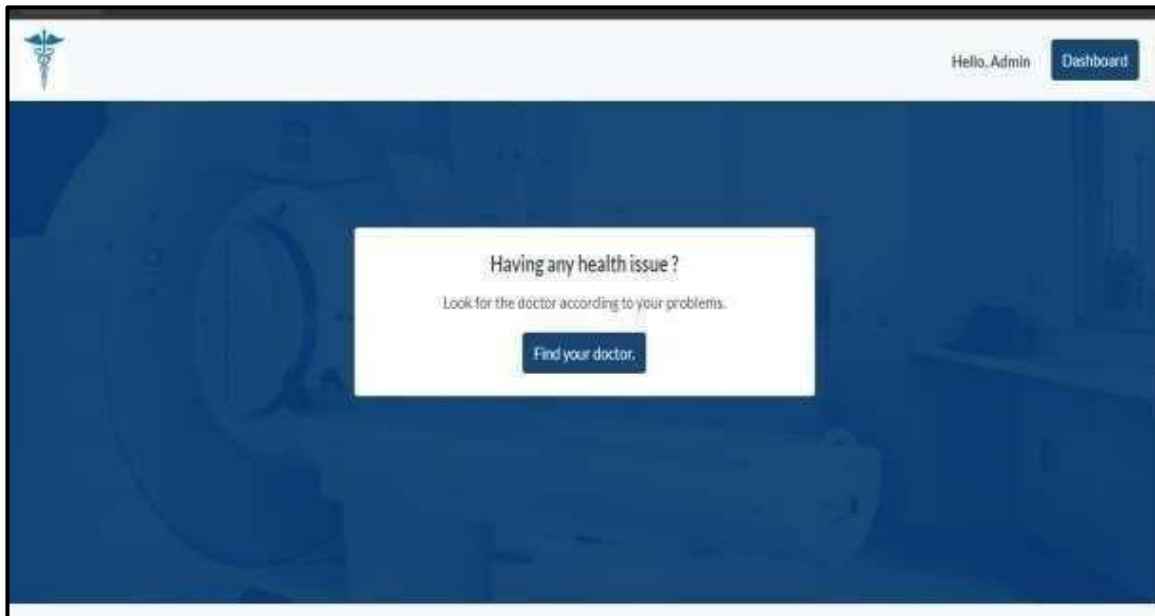 Hello, Admin
Dashboard
Having any health issue ?
Look for the doctor according to your problems.
Find your doctor.